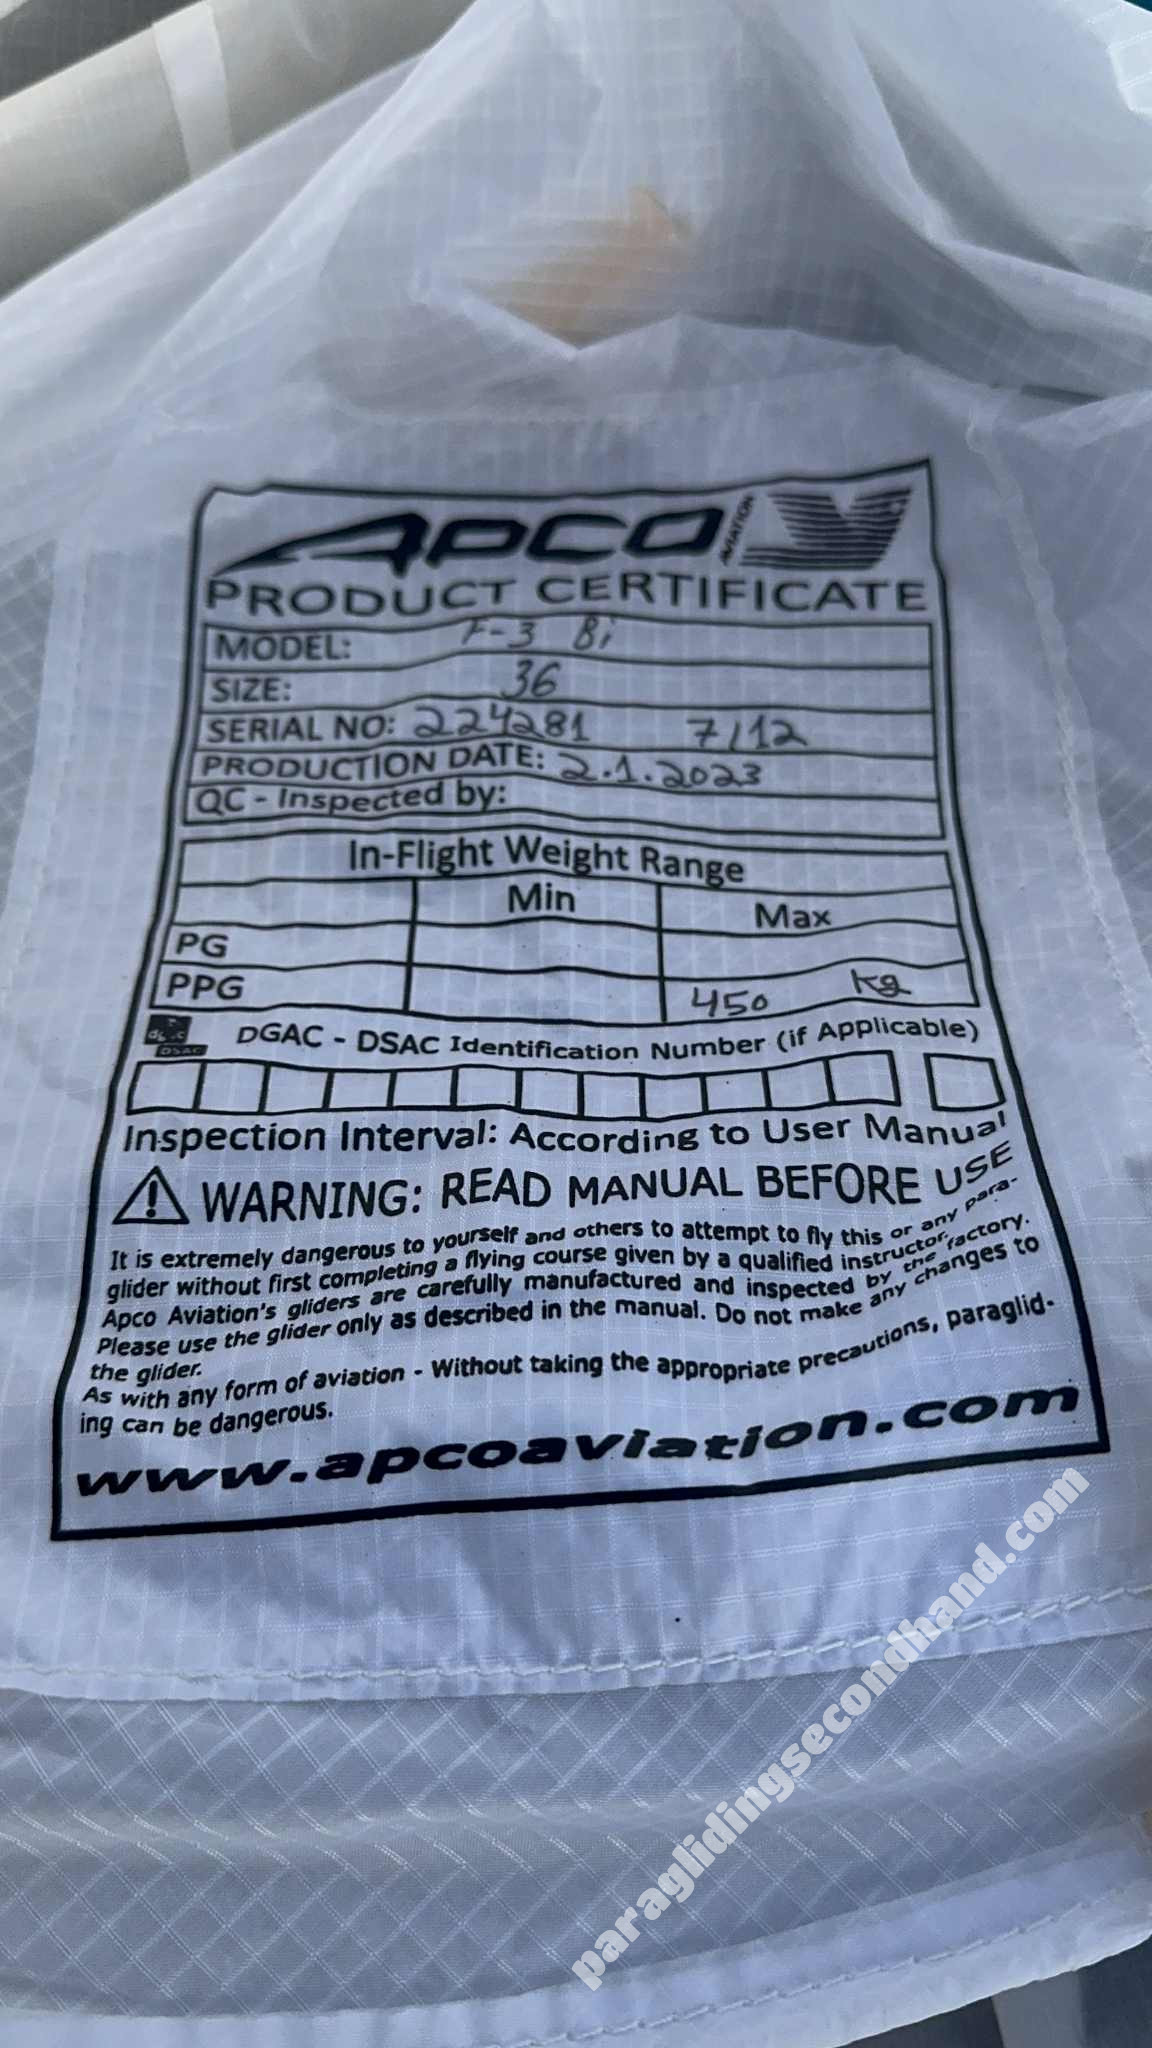 APCO AVIATION
PRODUCT CERTIFICATE
MODEL: F-3 Bi
SIZE: 36
SERIAL NO: 224281 7/12
PRODUCTION DATE: 2.1.2023
QC - Inspected by:
In-Flight Weight Range
Min Max
PG
PPG 450 kg
DSAC DGAC - DSAC Identification Number (if Applicable)
Inspection Interval: According to User Manual
WARNING: READ MANUAL BEFORE USE
It is extremely dangerous to yourself and others to attempt to fly this or any para-
glider without first completing a flying course given by a qualified instructor.
Apco Aviation's gliders are carefully manufactured and inspected by the factory.
Please use the glider only as described in the manual. Do not make any changes to
the glider.
As with any form of aviation - Without taking the appropriate precautions, paraglid-
ing can be dangerous.
www.apcoaviation.com
paraglidingsecondhand.com